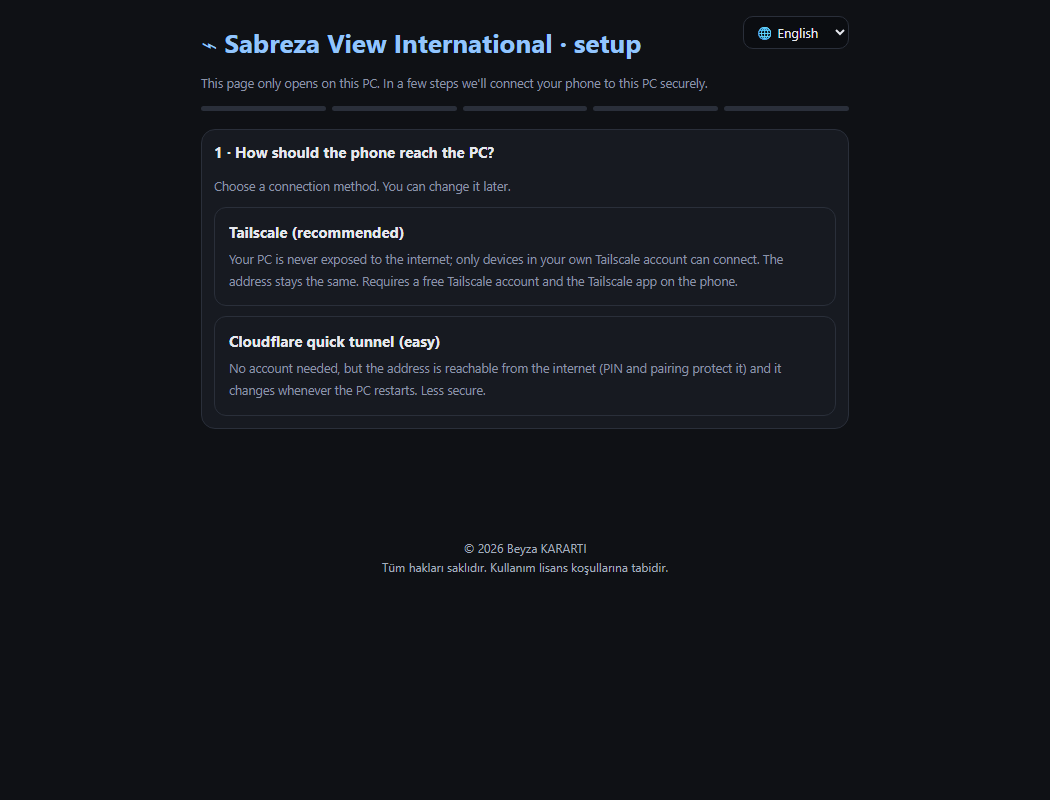 Sabreza View International · setup
🌐 English
This page only opens on this PC. In a few steps we'll connect your phone to this PC securely.
1 · How should the phone reach the PC?
Choose a connection method. You can change it later.
Tailscale (recommended)
Your PC is never exposed to the internet; only devices in your own Tailscale account can connect. The
address stays the same. Requires a free Tailscale account and the Tailscale app on the phone.
Cloudflare quick tunnel (easy)
No account needed, but the address is reachable from the internet (PIN and pairing protect it) and it
changes whenever the PC restarts. Less secure.
© 2026 Beyza KARARTI
Tüm hakları saklıdır. Kullanım lisans koşullarına tabidir.